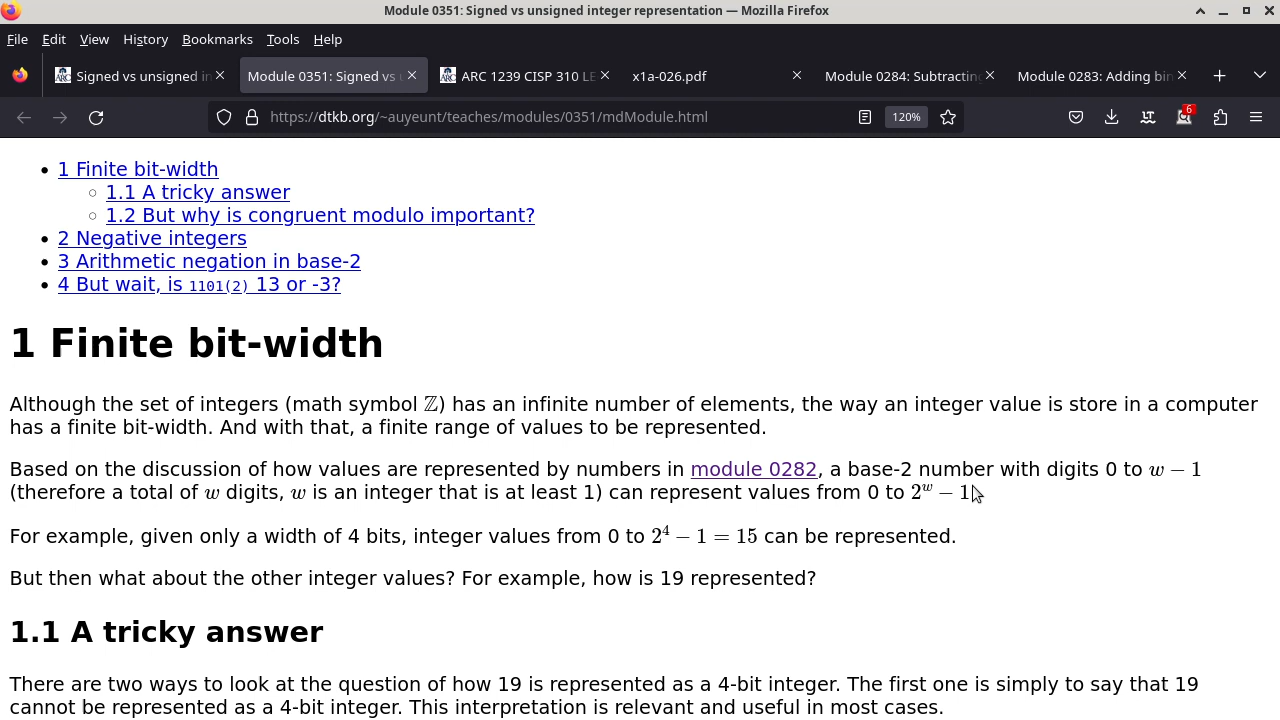 Module 0351: Signed vs unsigned integer representation — Mozilla Firefox
File Edit View History Bookmarks Tools Help
Signed vs unsigned in
Module 0351: Signed vs u
ARC 1239 CISP 310 LE
x1a-026.pdf
Module 0284: Subtractin
Module 0283: Adding bin
https://dtkb.org/~auyeunt/teaches/modules/0351/mdModule.html
120%
6
1 Finite bit-width
1.1 A tricky answer
1.2 But why is congruent modulo important?
2 Negative integers
3 Arithmetic negation in base-2
4 But wait, is 1101(2) 13 or -3?
1 Finite bit-width
Although the set of integers (math symbol ℤ) has an infinite number of elements, the way an integer value is store in a computer
has a finite bit-width. And with that, a finite range of values to be represented.
Based on the discussion of how values are represented by numbers in module 0282, a base-2 number with digits 0 to w − 1
(therefore a total of w digits, w is an integer that is at least 1) can represent values from 0 to 2^w − 1
For example, given only a width of 4 bits, integer values from 0 to 2^4 − 1 = 15 can be represented.
But then what about the other integer values? For example, how is 19 represented?
1.1 A tricky answer
There are two ways to look at the question of how 19 is represented as a 4-bit integer. The first one is simply to say that 19
cannot be represented as a 4-bit integer. This interpretation is relevant and useful in most cases.